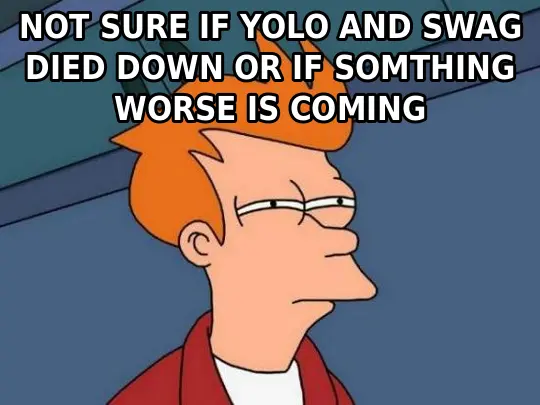 NOT SURE IF YOLO AND SWAG
DIED DOWN OR IF SOMTHING
WORSE IS COMING